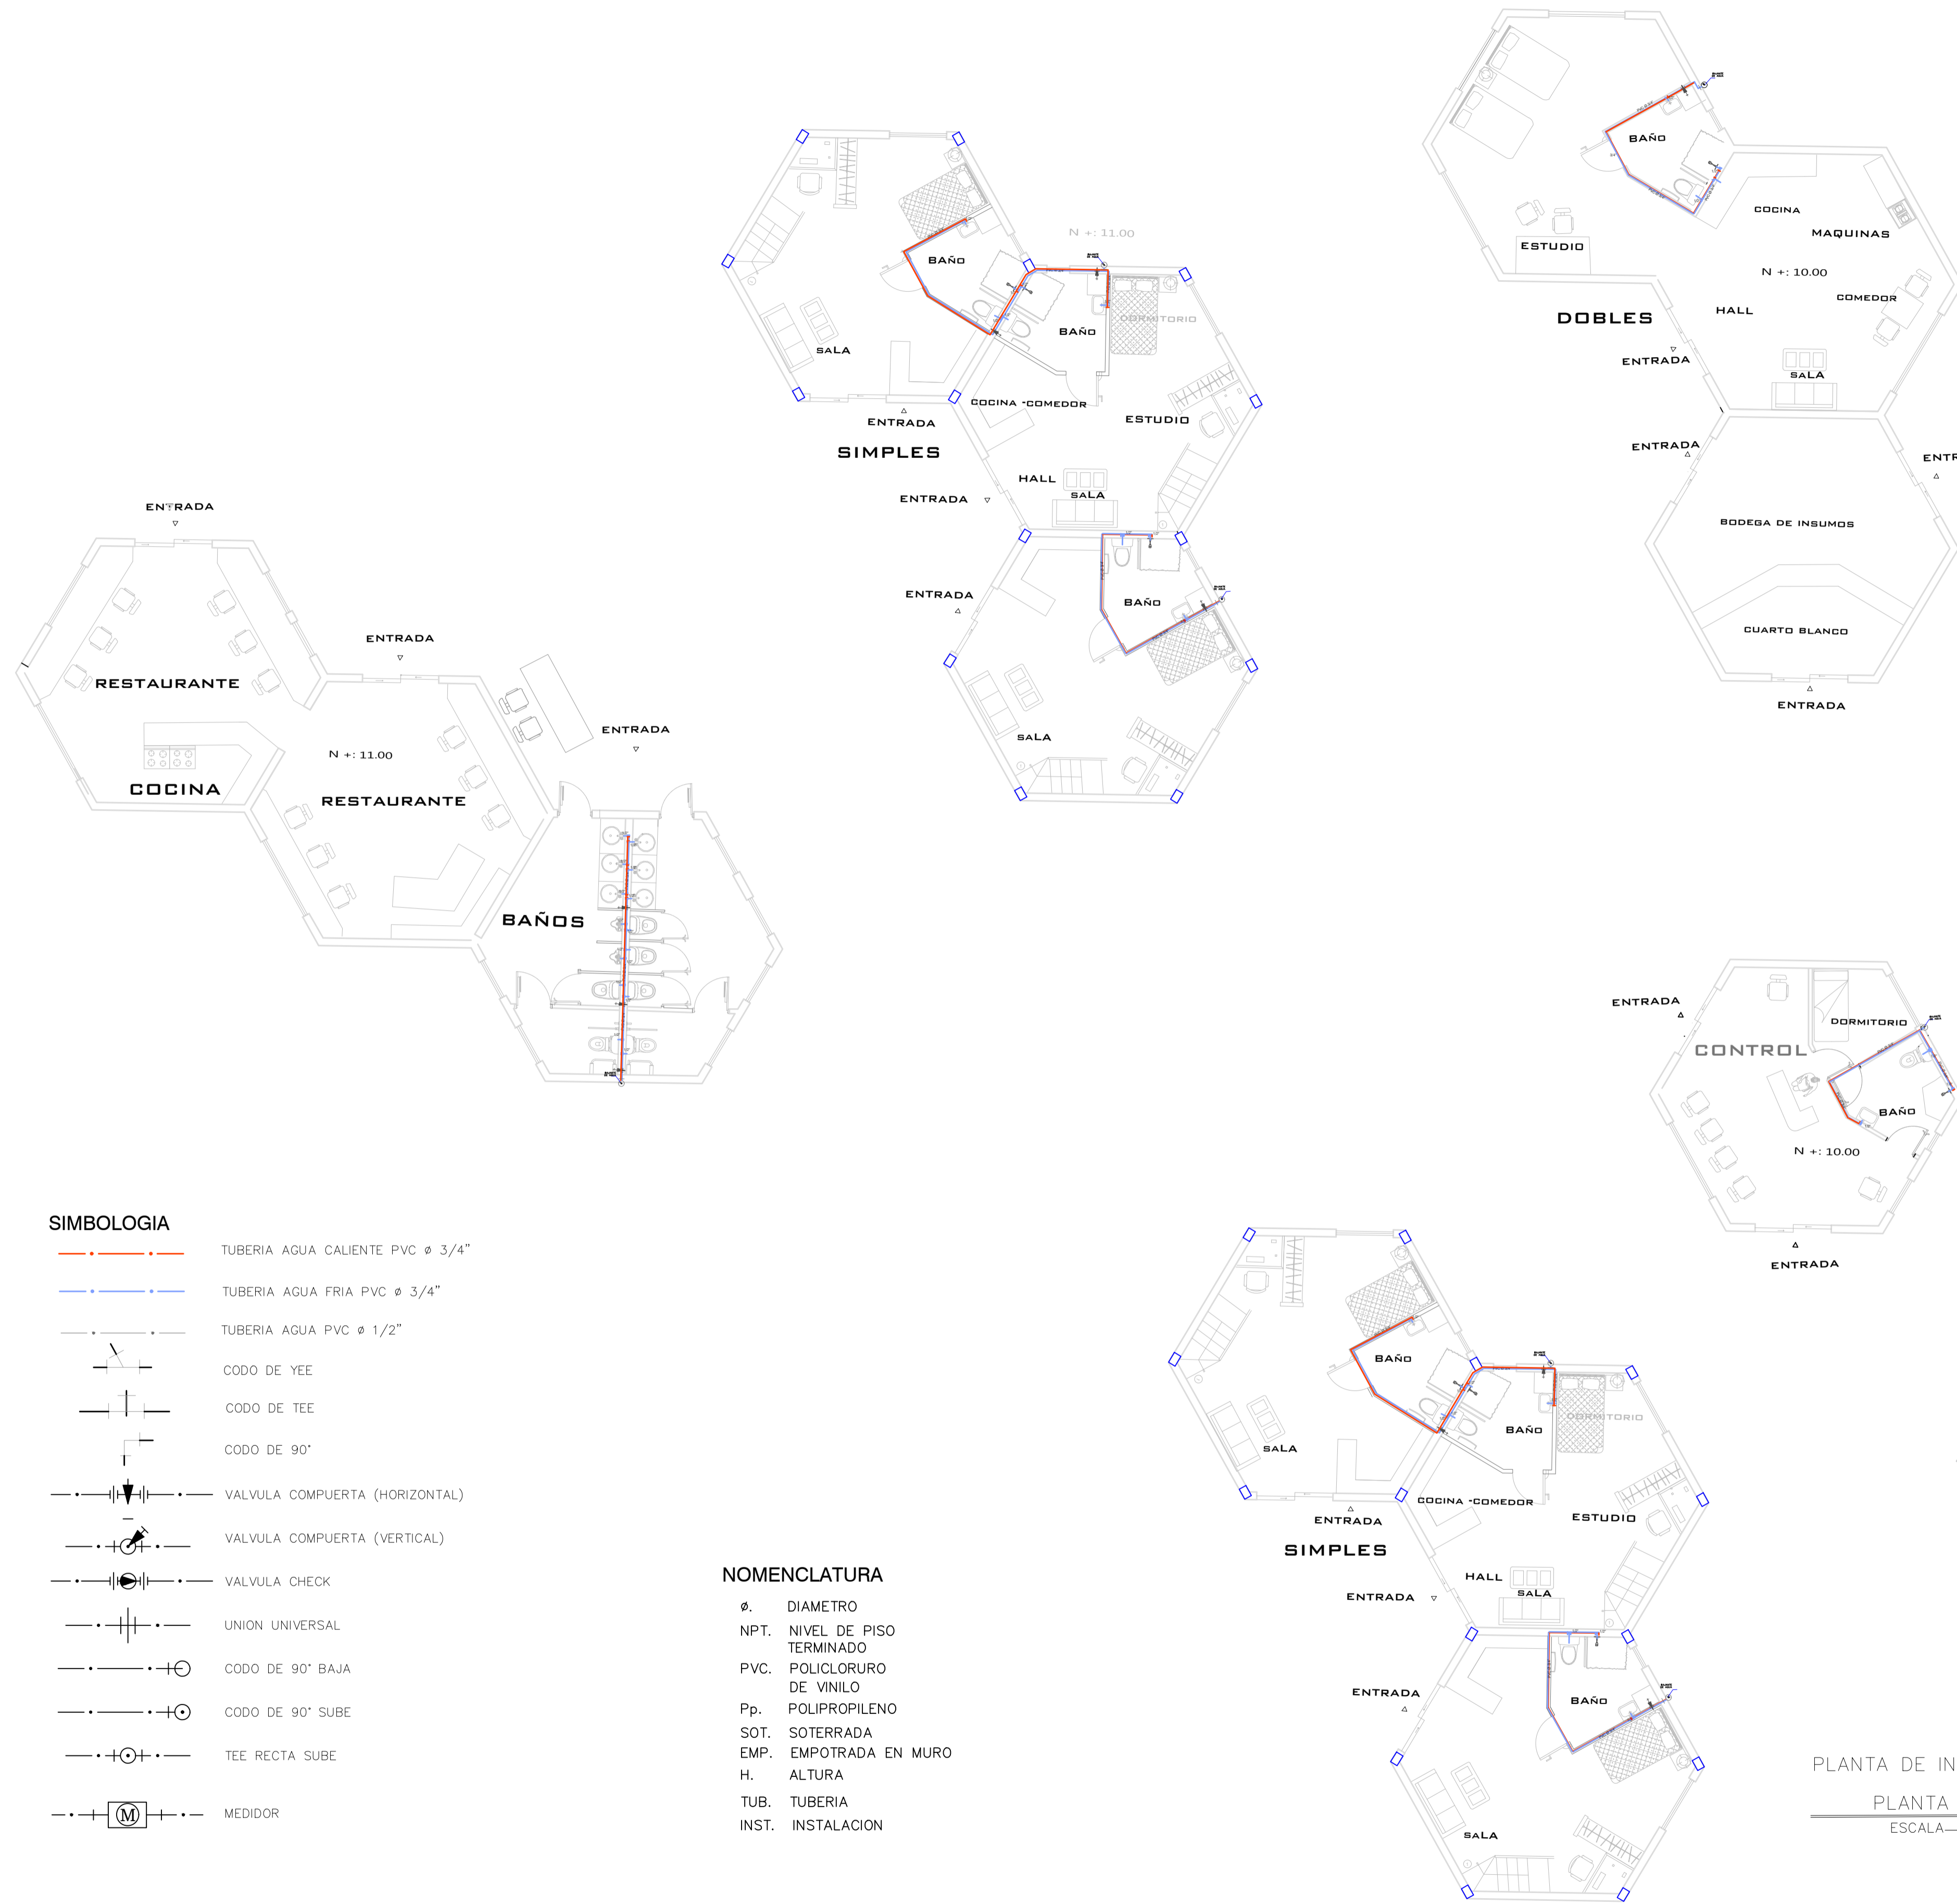 BAÑO
ESTUDIO
COCINA
MAQUINAS
N +: 10.00
COMEDOR
HALL
DOBLES
ENTRADA
SALA
ENTRADA
BODEGA DE INSUMOS
CUARTO BLANCO
ENTRADA
N +: 11.00
BAÑO
DORMITORIO
BAÑO
SALA
COCINA -COMEDOR
ENTRADA
ESTUDIO
SIMPLES
HALL
SALA
ENTRADA
ENTRADA
BAÑO
SALA
ENTRADA
ENTRADA
RESTAURANTE
ENTRADA
N +: 11.00
COCINA
RESTAURANTE
BAÑOS
ENTRADA
DORMITORIO
CONTROL
BAÑO
N +: 10.00
ENTRADA
BAÑO
DORMITORIO
BAÑO
SALA
COCINA -COMEDOR
ENTRADA
ESTUDIO
SIMPLES
HALL
SALA
ENTRADA
ENTRADA
BAÑO
SALA
SIMBOLOGIA
TUBERIA AGUA CALIENTE PVC ø 3/4"
TUBERIA AGUA FRIA PVC ø 3/4"
TUBERIA AGUA PVC ø 1/2"
CODO DE YEE
CODO DE TEE
CODO DE 90°
VALVULA COMPUERTA (HORIZONTAL)
VALVULA COMPUERTA (VERTICAL)
VALVULA CHECK
UNION UNIVERSAL
CODO DE 90° BAJA
CODO DE 90° SUBE
TEE RECTA SUBE
M MEDIDOR
NOMENCLATURA
ø. DIAMETRO
NPT. NIVEL DE PISO
TERMINADO
PVC. POLICLORURO
DE VINILO
Pp. POLIPROPILENO
SOT. SOTERRADA
EMP. EMPOTRADA EN MURO
H. ALTURA
TUB. TUBERIA
INST. INSTALACION
PLANTA DE IN
PLANTA
ESCALA—